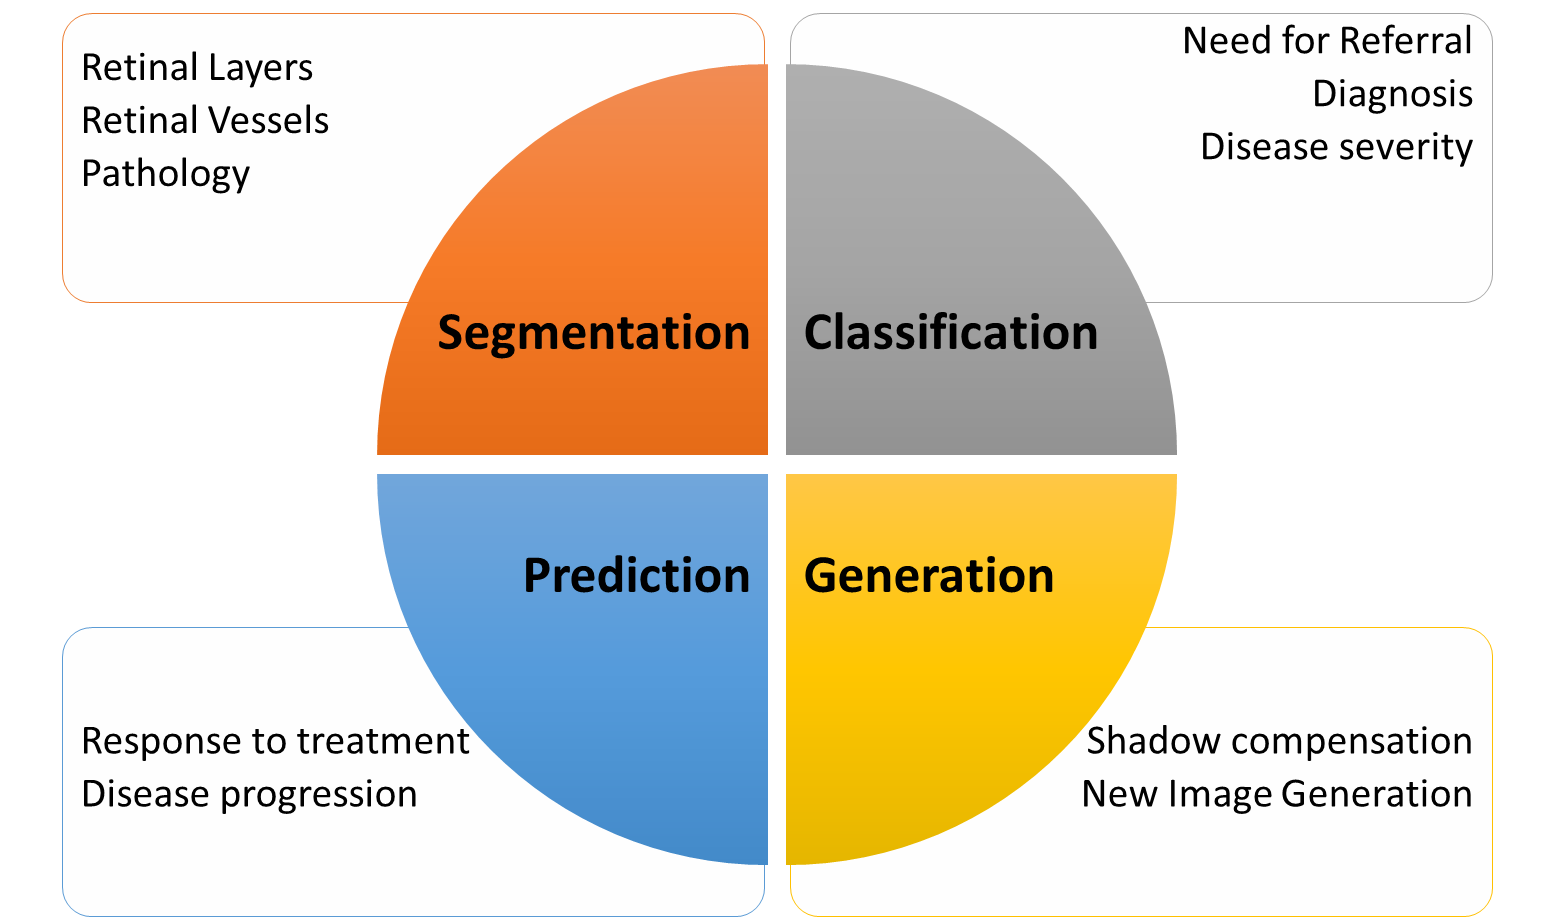 Retinal Layers
Retinal Vessels
Pathology
Need for Referral
Diagnosis
Disease severity
Segmentation
Classification
Prediction
Generation
Response to treatment
Disease progression
Shadow compensation
New Image Generation